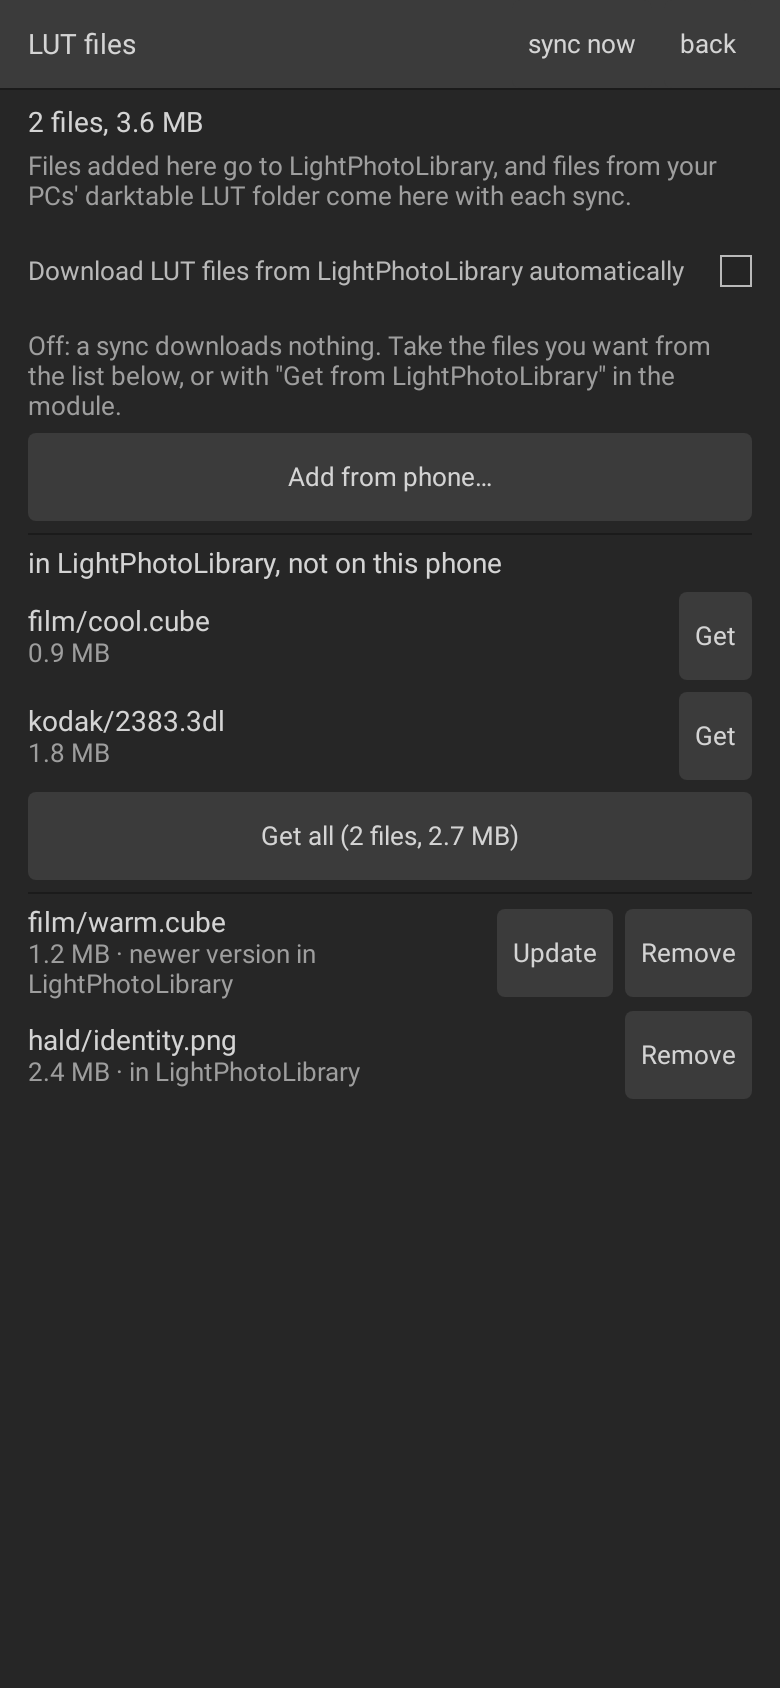 LUT files
sync now
back
2 files, 3.6 MB
Files added here go to LightPhotoLibrary, and files from your
PCs' darktable LUT folder come here with each sync.
Download LUT files from LightPhotoLibrary automatically
Off: a sync downloads nothing. Take the files you want from
the list below, or with "Get from LightPhotoLibrary" in the
module.
Add from phone…
in LightPhotoLibrary, not on this phone
film/cool.cube
0.9 MB
Get
kodak/2383.3dl
1.8 MB
Get
Get all (2 files, 2.7 MB)
film/warm.cube
1.2 MB · newer version in
LightPhotoLibrary
Update
Remove
hald/identity.png
2.4 MB · in LightPhotoLibrary
Remove